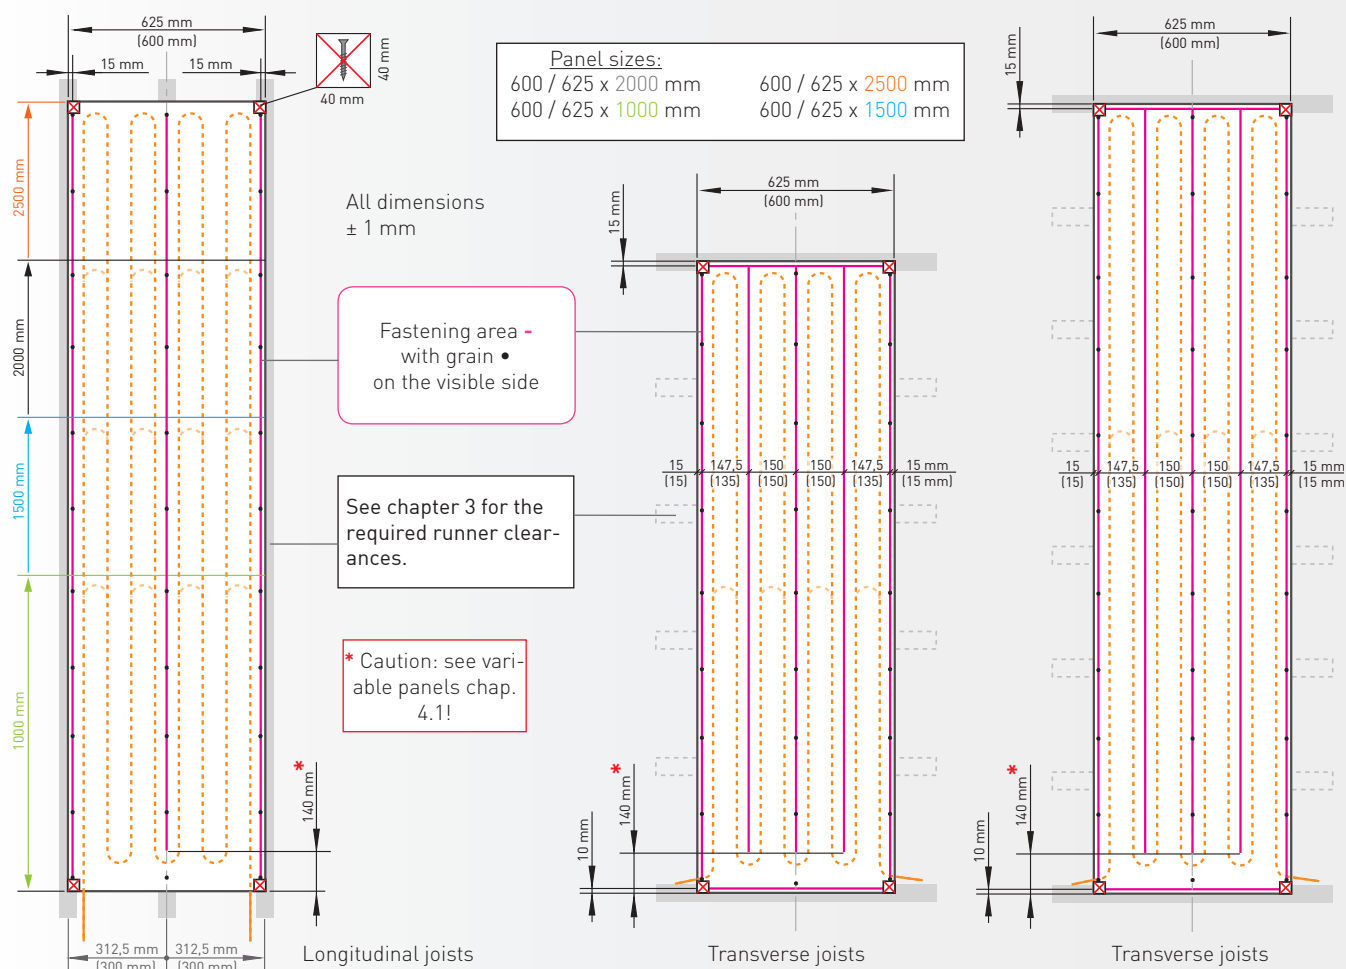 625 mm
(600 mm)
15 mm
15 mm
40 mm
40 mm
Panel sizes:
600 / 625 x 2000 mm
600 / 625 x 2500 mm
600 / 625 x 1000 mm
600 / 625 x 1500 mm
625 mm
(600 mm)
15 mm
2500 mm
2000 mm
1500 mm
1000 mm
All dimensions
± 1 mm
625 mm
(600 mm)
15 mm
Fastening area -
with grain •
on the visible side
15
(15)
147,5
(135)
150
(150)
150
(150)
147,5
(135)
15 mm
(15 mm)
15
(15)
147,5
(135)
150
(150)
150
(150)
147,5
(135)
15 mm
(15 mm
See chapter 3 for the
required runner clear-
ances.
* Caution: see vari-
able panels chap.
4.1!
*
140 mm
*
140 mm
10 mm
*
140 mm
10 mm
312,5 mm
(300 mm)
312,5 mm
(300 mm)
Longitudinal joists
Transverse joists
Transverse joists